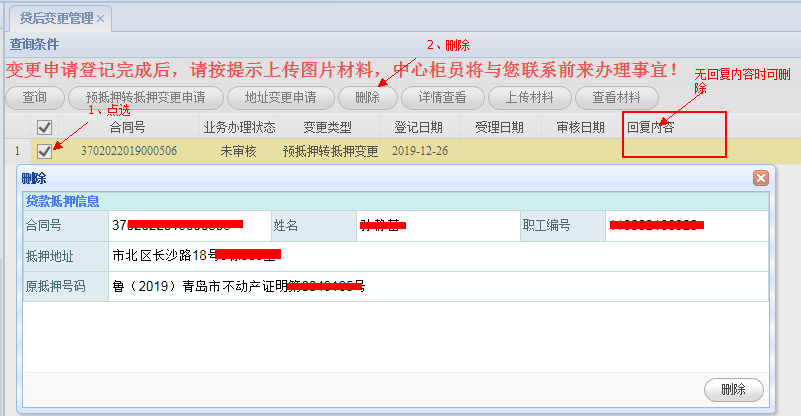 贷后变更管理
查询条件
2、删除
变更申请登记完成后，请按提示上传图片材料，中心柜员将与您联系前来办理事宜！
无回复内容时可删除
查询 预抵押转抵押变更申请 地址变更申请 删除 详情查看 上传材料 查看材料
1、点选
合同号 业务办理状态 变更类型 登记日期 受理日期 审核日期 回复内容
1 3702022019000506 未审核 预抵押转抵押变更 2019-12-26
删除
贷款抵押信息
合同号 姓名 职工编号
抵押地址 市北区长沙路18号
原抵押号码 鲁（2019）青岛市不动产证明第 号
删除